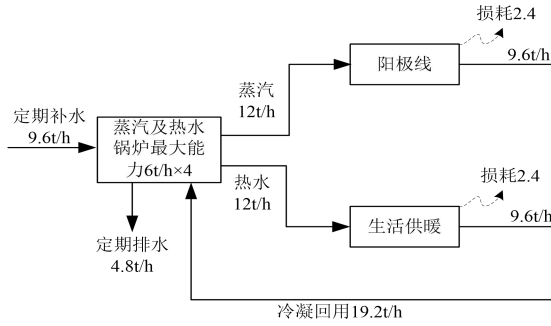 损耗2.4
阳极线
9.6t/h
蒸汽
12t/h
定期补水
9.6t/h
蒸汽及热水
锅炉最大能
力6t/h×4
热水
12t/h
损耗2.4
生活供暖
9.6t/h
定期排水
4.8t/h
冷凝回用19.2t/h